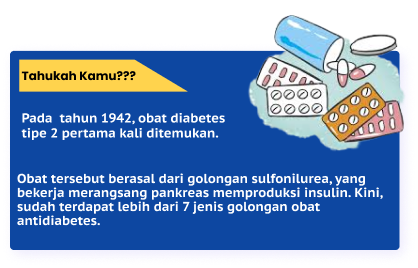 Tahukah Kamu???
Pada tahun 1942, obat diabetes
tipe 2 pertama kali ditemukan.
Obat tersebut berasal dari golongan sulfonilurea, yang
bekerja merangsang pankreas memproduksi insulin. Kini,
sudah terdapat lebih dari 7 jenis golongan obat
antidiabetes.